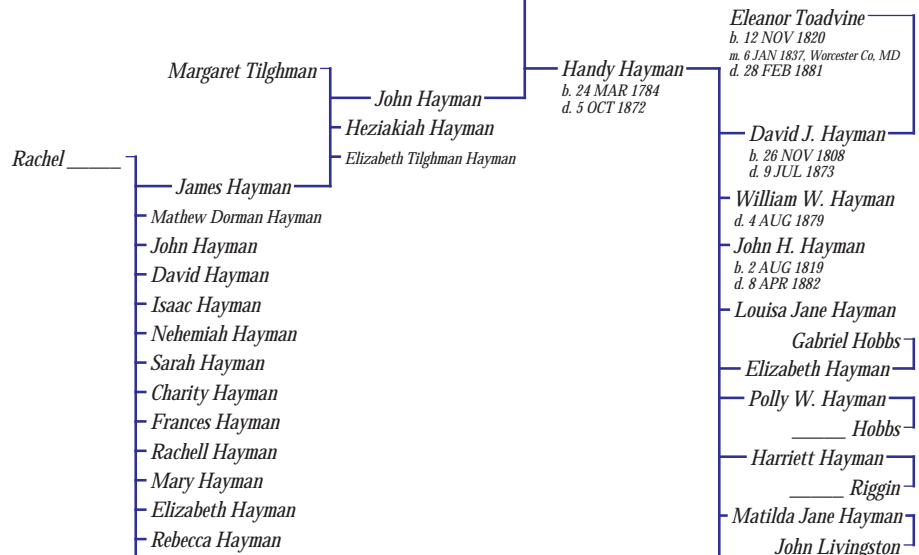 Eleanor Toadvine
b. 12 NOV 1820
m. 6 JAN 1837, Worcester Co, MD
d. 28 FEB 1881
Margaret Tilghman
Handy Hayman
b. 24 MAR 1784
d. 5 OCT 1872
John Hayman
Heziakiah Hayman
Elizabeth Tilghman Hayman
David J. Hayman
b. 26 NOV 1808
d. 9 JUL 1873
Rachel ______
James Hayman
Mathew Dorman Hayman
John Hayman
David Hayman
Isaac Hayman
Nehemiah Hayman
Sarah Hayman
Charity Hayman
Frances Hayman
Rachell Hayman
Mary Hayman
Elizabeth Hayman
Rebecca Hayman
William W. Hayman
d. 4 AUG 1879
John H. Hayman
b. 2 AUG 1819
d. 8 APR 1882
Louisa Jane Hayman
Gabriel Hobbs
Elizabeth Hayman
Polly W. Hayman
______ Hobbs
Harriett Hayman
______ Riggin
Matilda Jane Hayman
John Livingston